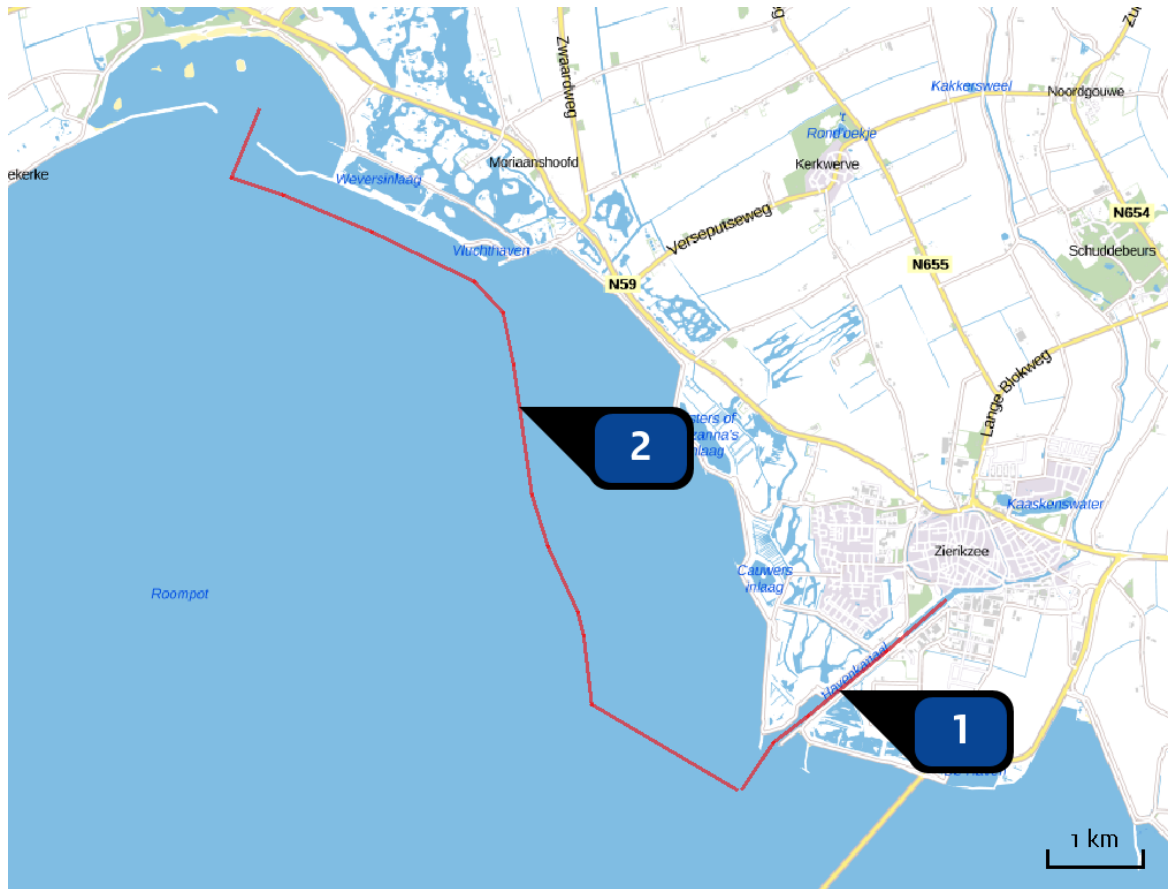 Zwaardweg
Kakkersweel
Noordgouwe
't
Rondboekje
Moriaanshoofd
Kerkwerve
ekerke
Weversinlaag
N654
Verseputseweg
Vluchthaven
Schuddebeurs
N655
N59
Lange Blokweg
2
Kaaskenswater
Zierikzee
Cauwers
inlaag
Roompot
Havenkanaal
1
1 km